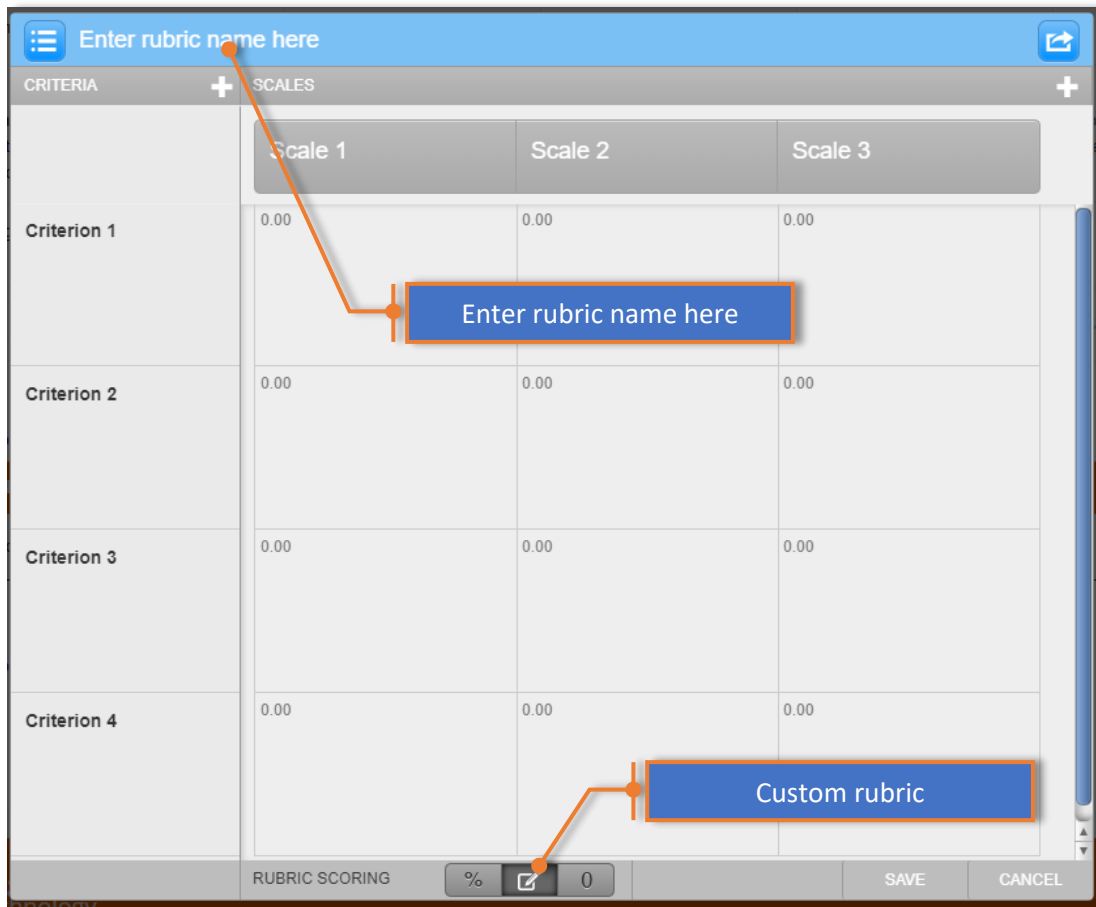 Enter rubric name here
CRITERIA
SCALES
Scale 1
Scale 2
Scale 3
Criterion 1
0.00
0.00
0.00
Enter rubric name here
Criterion 2
0.00
0.00
0.00
Criterion 3
0.00
0.00
0.00
Criterion 4
0.00
0.00
0.00
Custom rubric
RUBRIC SCORING
%
0
SAVE
CANCEL